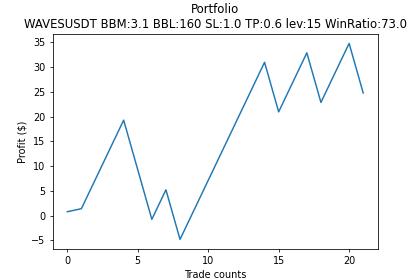 Portfolio
WAVESUSDT BBM:3.1 BBL:160 SL:1.0 TP:0.6 lev:15 WinRatio:73.0
35
30
25
20
15
10
5
0
−5
Profit ($)
0 5 10 15 20
Trade counts